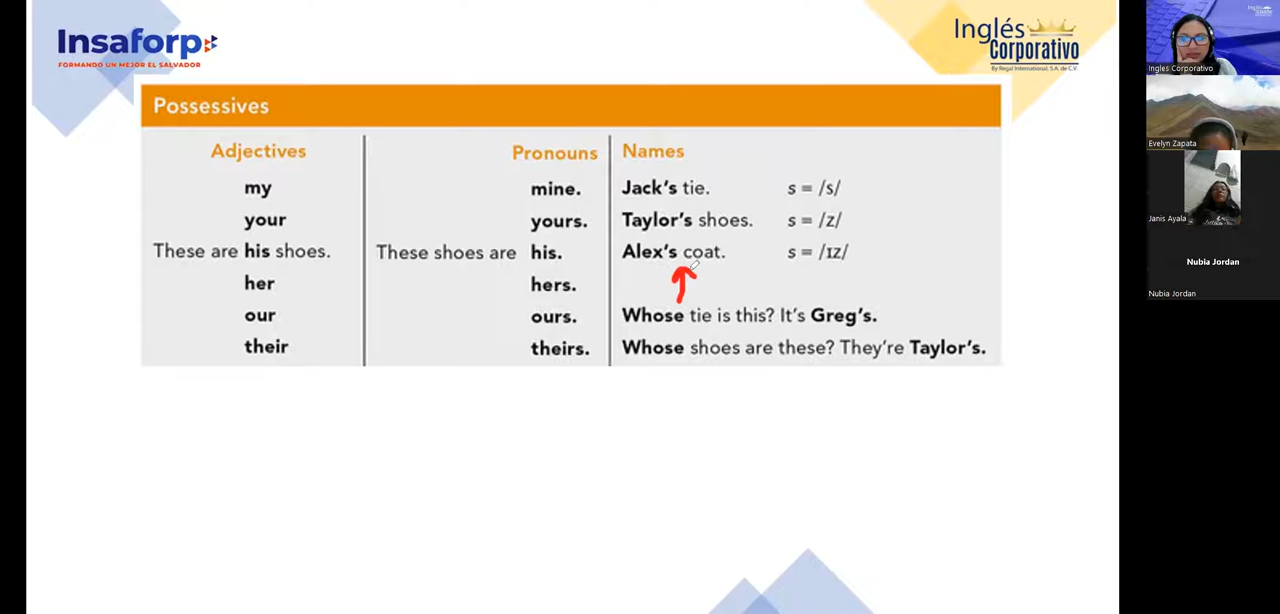 Insaforp
FORMANDO UN MEJOR EL SALVADOR
Inglés
Corporativo
By Regal International, S.A. de C.V.
Possessives
Adjectives
my
your
These are his shoes.
her
our
their
Pronouns
mine.
yours.
These shoes are his.
hers.
ours.
theirs.
Names
Jack's tie. s = /s/
Taylor's shoes. s = /z/
Alex's coat. s = /ɪz/
Whose tie is this? It's Greg's.
Whose shoes are these? They're Taylor's.
Ingles Corporativo
Evelyn Zapata
Janis Ayala
Nubia Jordan
Nubia Jordan